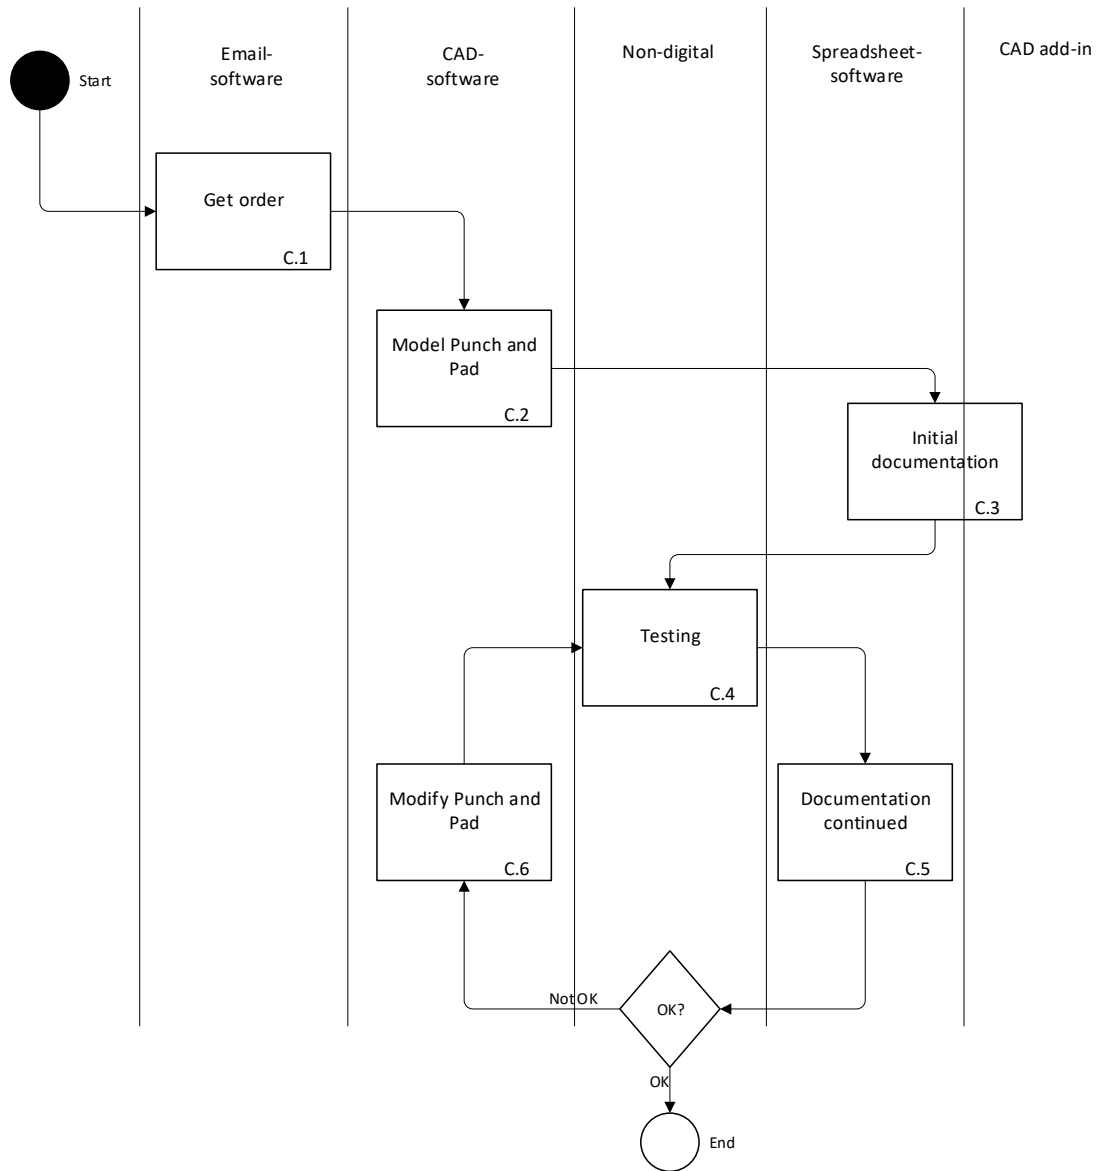 Start
Email-
software
CAD-
software
Non-digital
Spreadsheet-
software
CAD add-in
Get order
C.1
Model Punch and
Pad
C.2
Initial
documentation
C.3
Testing
C.4
Modify Punch and
Pad
C.6
Documentation
continued
C.5
Not OK
OK?
OK
End